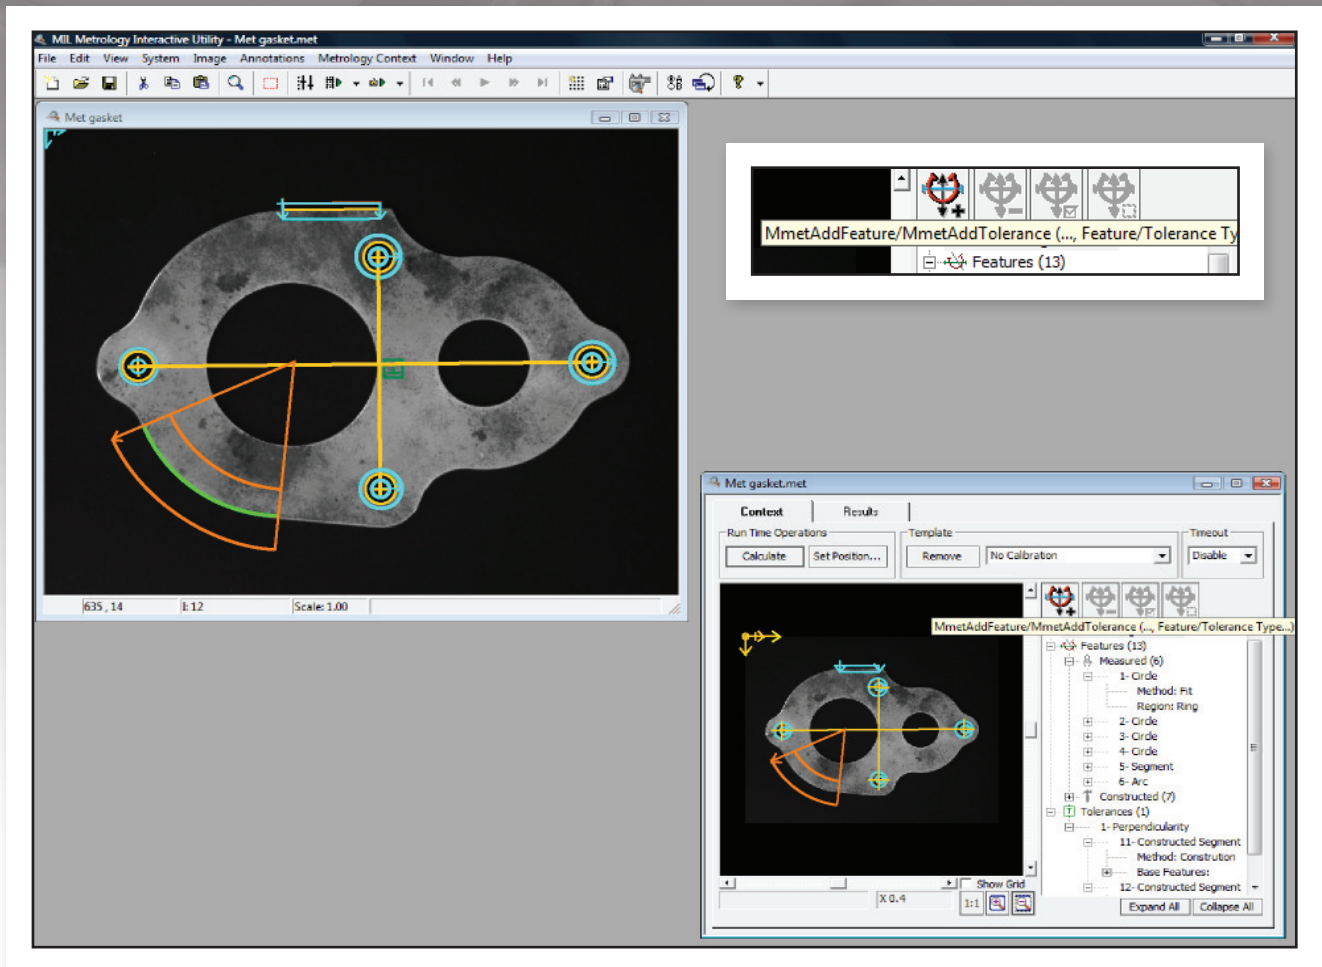 MIL Metrology Interactive Utility - Met gasket.met
File Edit View System Image Annotations Metrology Context Window Help
Met gasket
635 , 14 I: 12 Scale: 1.00
MmetAddFeature/MmetAddTolerance (..., Feature/Tolerance Ty
Features (13)
Met gasket.met
Context Results
Run Time Operations Template Timeout
Calculate Set Position... Remove No Calibration Disable
MmetAddFeature/MmetAddTolerance (..., Feature/Tolerance Type...)
Features (13)
Measured (6)
1- Circle
Method: Fit
Region: Ring
2- Circle
3- Circle
4- Circle
5- Segment
6- Arc
Constructed (7)
Tolerances (1)
1- Perpendicularity
11- Constructed Segment
Method: Constrution
Base Features:
12- Constructed Segment
Show Grid
X 0.4 1:1
Expand All Collapse All